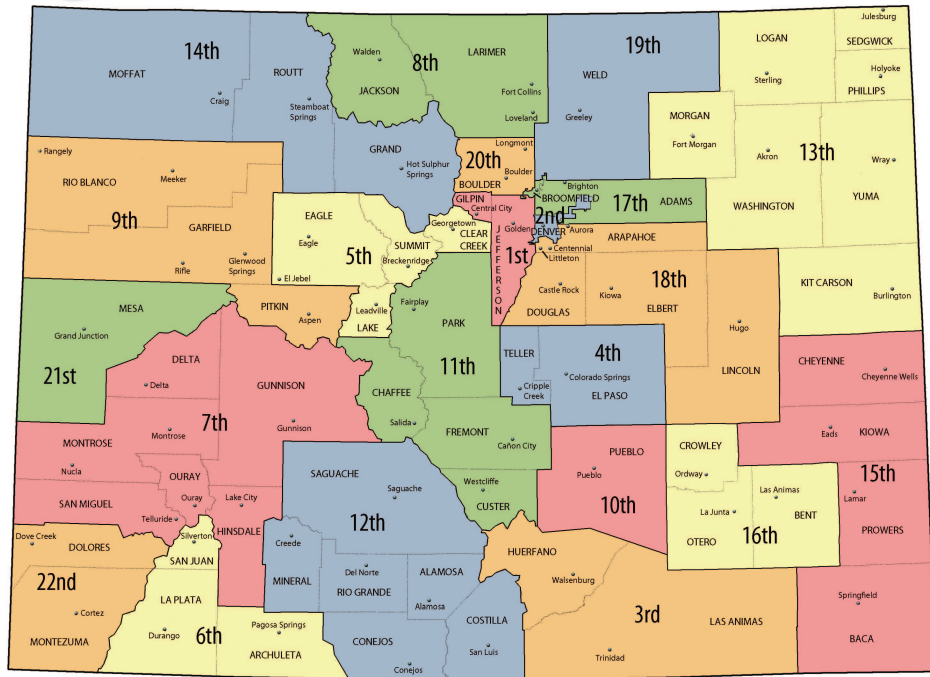 Julesburg
14th
LARIMER
19th
LOGAN
SEDGWICK
Walden
8th
MOFFAT
ROUTT
WELD
Sterling
Holyoke
JACKSON
Fort Collins
PHILLIPS
Craig
Steamboat
Springs
Loveland
Greeley
MORGAN
GRAND
Longmont
Fort Morgan
13th
Rangely
Hot Sulphur
Springs
20th
Akron
Wray
RIO BLANCO
Meeker
Boulder
BOULDER
Brighton
GILPIN
BROOMFIELD
17th
ADAMS
WASHINGTON
YUMA
9th
EAGLE
Central City
2nd
GARFIELD
Georgetown
Golden
DENVER
Aurora
CLEAR
CREEK
ARAPAHOE
Eagle
5th
SUMMIT
JEFFERSON
1st
Centennial
Rifle
Glenwood
Springs
Breckenridge
Littleton
El Jebel
18th
KIT CARSON
MESA
PITKIN
Leadville
Fairplay
Castle Rock
Kiowa
ELBERT
Burlington
Aspen
LAKE
DOUGLAS
PARK
Hugo
Grand Junction
DELTA
TELLER
4th
CHEYENNE
11th
21st
Delta
GUNNISON
Colorado Springs
LINCOLN
Cheyenne Wells
CHAFFEE
Cripple
Creek
EL PASO
7th
Gunnison
Salida
Montrose
FREMONT
Eads
KIOWA
MONTROSE
Cañon City
PUEBLO
CROWLEY
Nucla
SAGUACHE
Pueblo
Ordway
15th
OURAY
Westcliffe
Las Animas
Lamar
SAN MIGUEL
Ouray
Lake City
Saguache
CUSTER
10th
La Junta
BENT
Telluride
12th
16th
HINSDALE
PROWERS
Dove Creek
Silverton
Creede
OTERO
DOLORES
HUERFANO
SAN JUAN
Del Norte
ALAMOSA
22nd
MINERAL
RIO GRANDE
Walsenburg
LA PLATA
Alamosa
Springfield
Cortez
COSTILLA
3rd
LAS ANIMAS
Durango
6th
Pagosa Springs
MONTEZUMA
CONEJOS
San Luis
BACA
ARCHULETA
Conejos
Trinidad